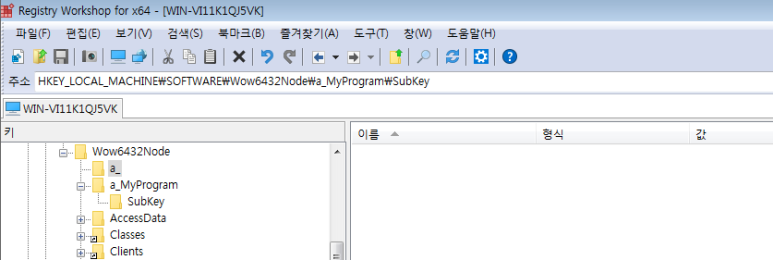 Registry Workshop for x64 - [WIN-VI11K1QJ5VK]
파일(F) 편집(E) 보기(V) 검색(S) 북마크(B) 즐겨찾기(A) 도구(T) 창(W) 도움말(H)
주소 HKEY_LOCAL_MACHINE₩SOFTWARE₩Wow6432Node₩a_MyProgram₩SubKey
WIN-VI11K1QJ5VK
키 이름 형식 값
Wow6432Node
a_
a_MyProgram
SubKey
AccessData
Classes
Clients